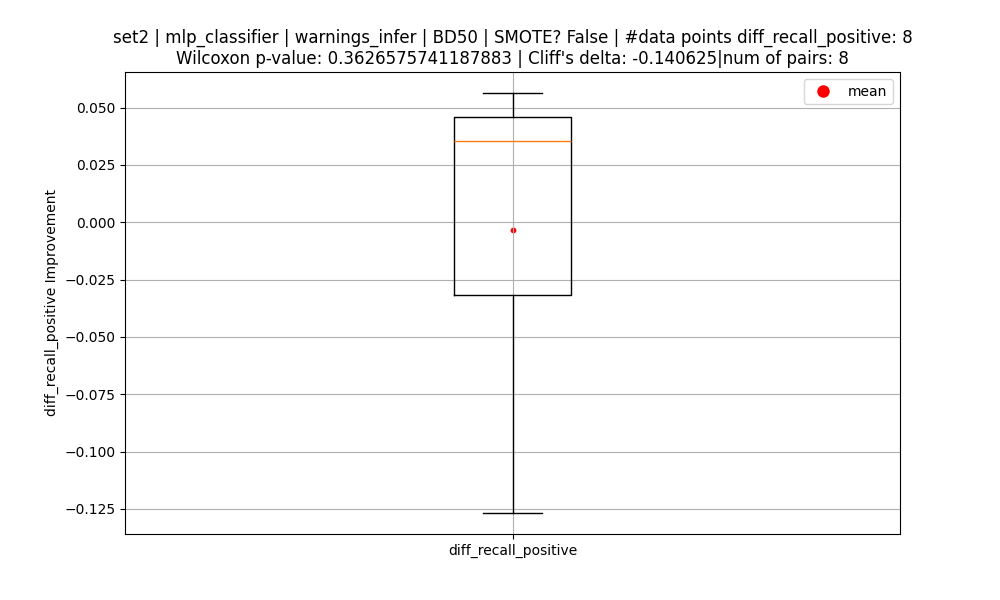 set2 | mlp_classifier | warnings_infer | BD50 | SMOTE? False | #data points diff_recall_positive: 8
Wilcoxon p-value: 0.3626575741187883 | Cliff's delta: -0.140625|num of pairs: 8
mean
0.050
0.025
0.000
−0.025
−0.050
−0.075
−0.100
−0.125
diff_recall_positive Improvement
diff_recall_positive